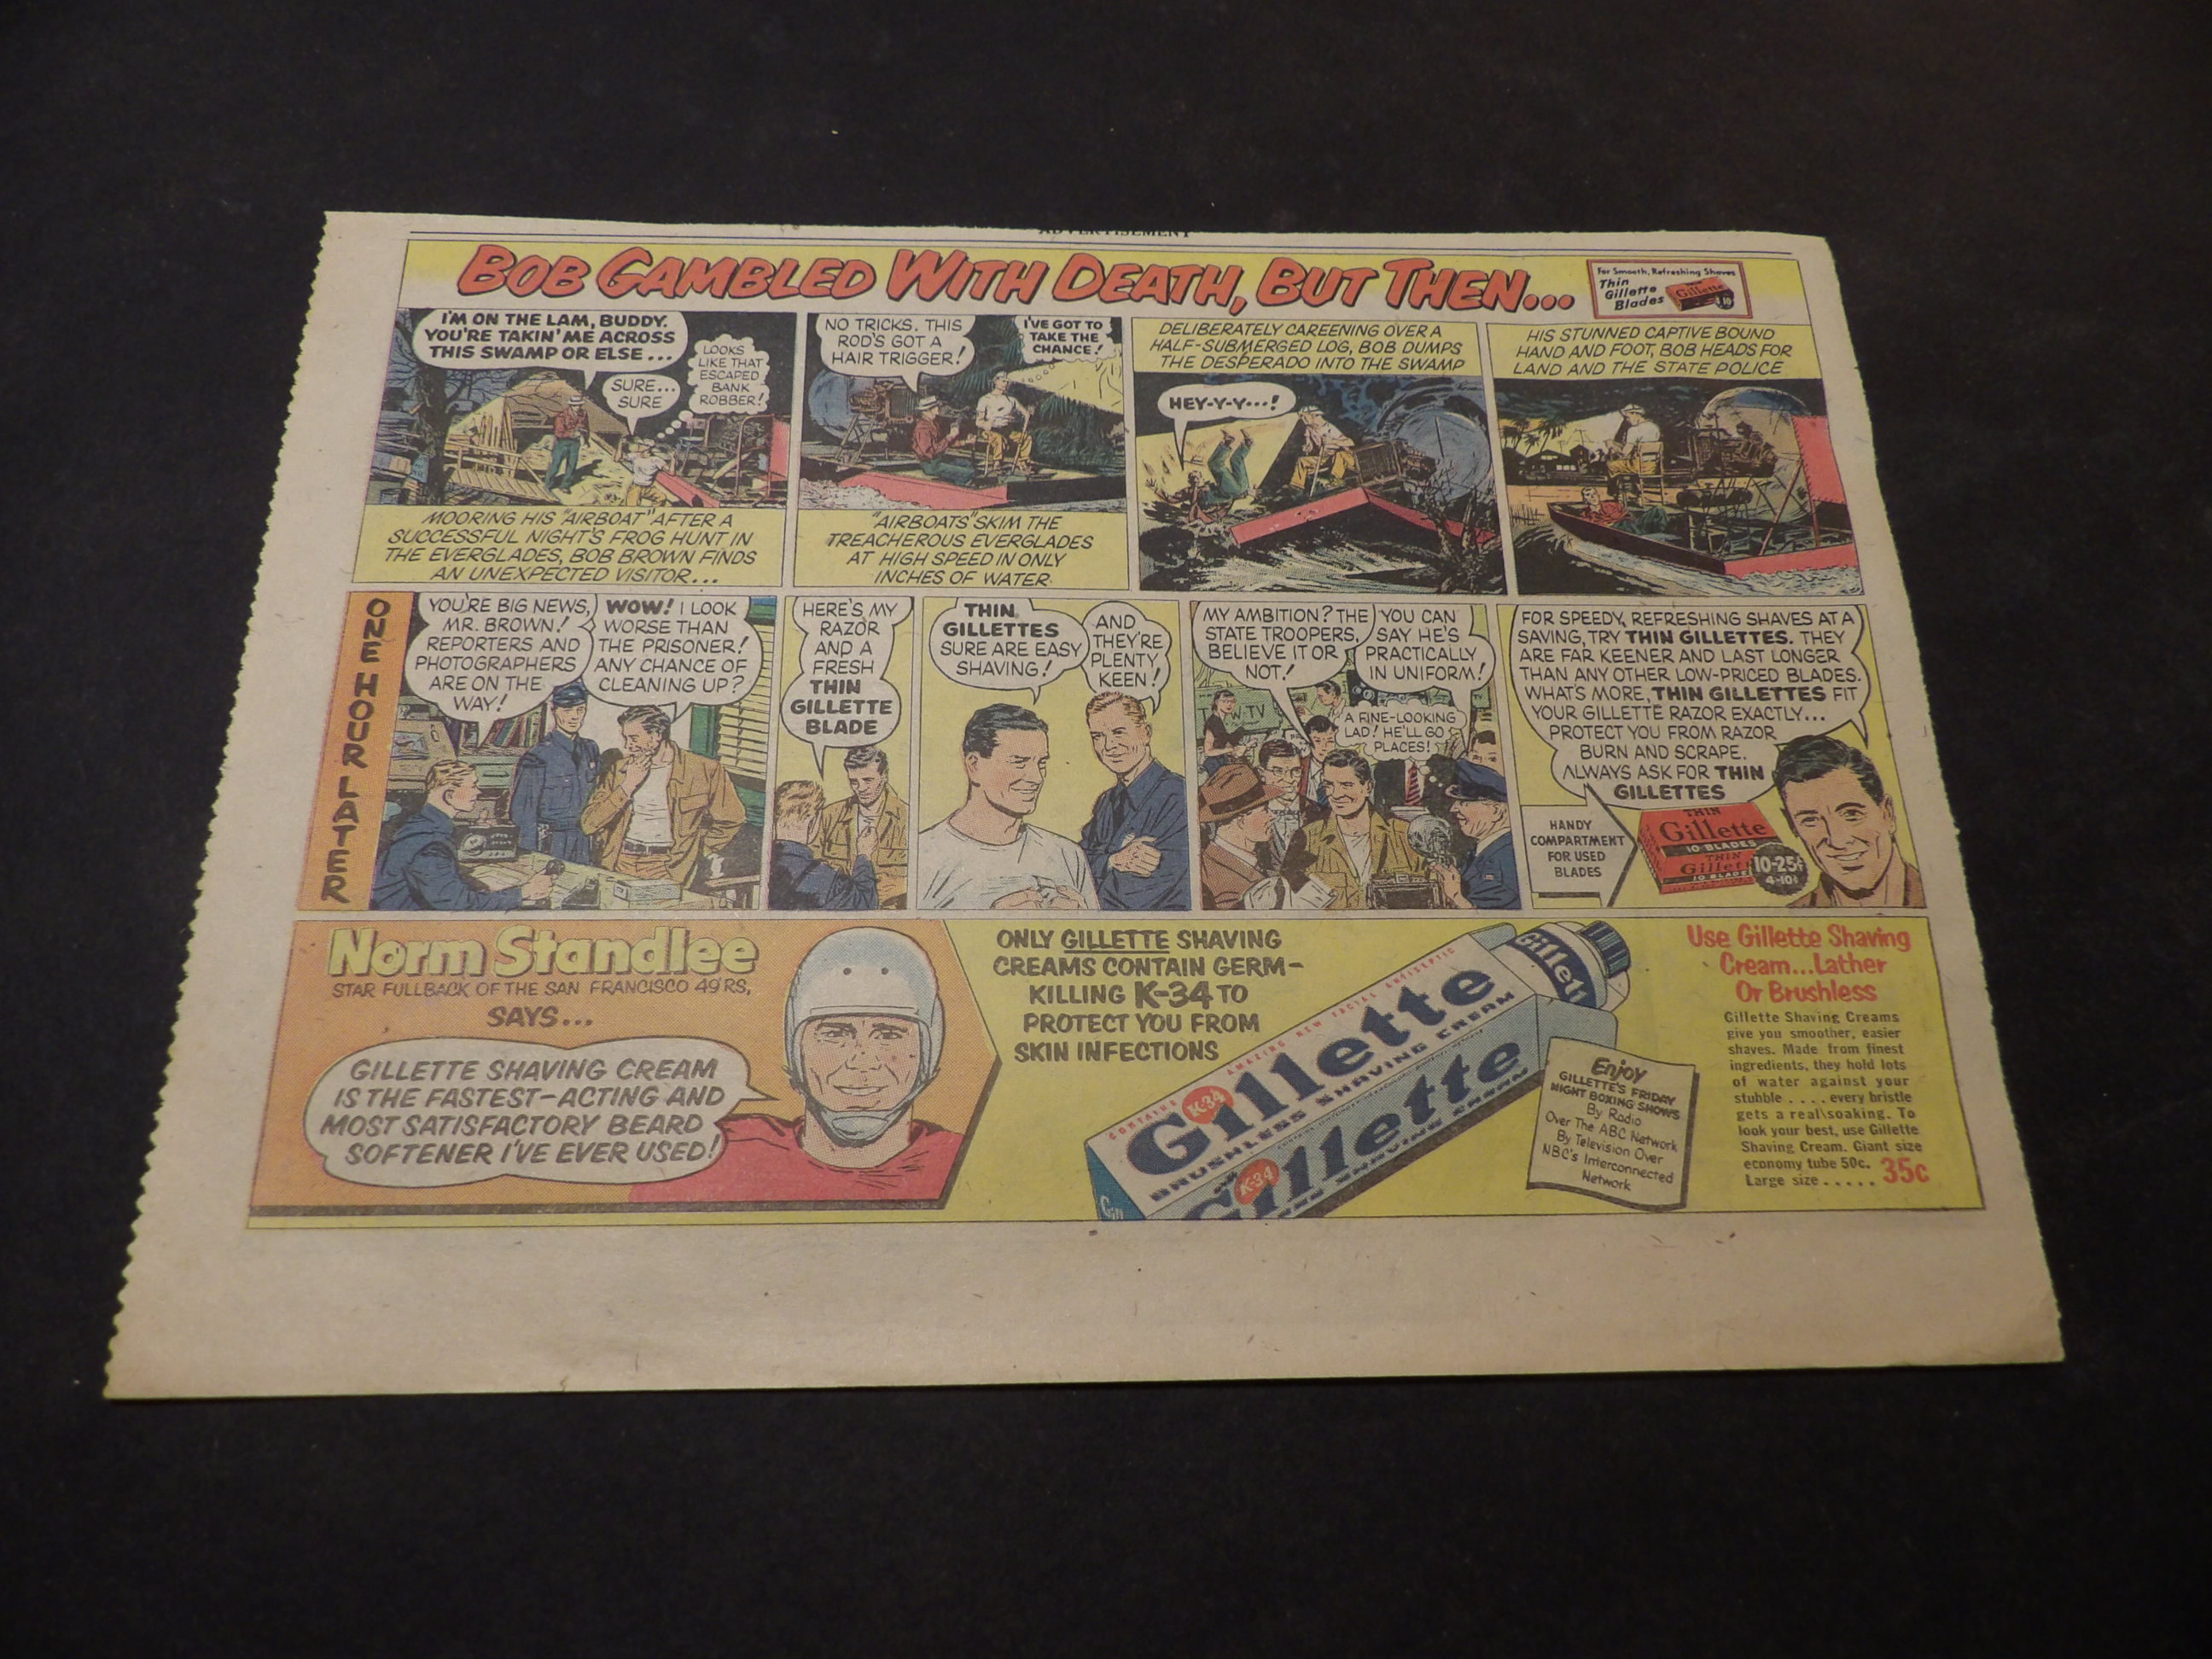 ADVERTISEMENT
BOB GAMBLED WITH DEATH, BUT THEN...
For Smooth, Refreshing Shaves
Thin
Gillette
Blades
Gillette
I'M ON THE LAM, BUDDY.
YOU'RE TAKIN' ME ACROSS
THIS SWAMP OR ELSE...
SURE...
SURE
LOOKS
LIKE THAT
ESCAPED
BANK
ROBBER!
MOORING HIS "AIRBOAT" AFTER A
SUCCESSFUL NIGHT'S FROG HUNT IN
THE EVERGLADES, BOB BROWN FINDS
AN UNEXPECTED VISITOR...
NO TRICKS. THIS
ROD'S GOT A
HAIR TRIGGER!
I'VE GOT TO
TAKE THE
CHANCE!
"AIRBOATS" SKIM THE
TREACHEROUS EVERGLADES
AT HIGH SPEED IN ONLY
INCHES OF WATER
DELIBERATELY CAREENING OVER A
HALF-SUBMERGED LOG, BOB DUMPS
THE DESPERADO INTO THE SWAMP
HEY-Y-Y...!
HIS STUNNED CAPTIVE BOUND
HAND AND FOOT, BOB HEADS FOR
LAND AND THE STATE POLICE
ONE HOUR LATER
YOU'RE BIG NEWS,
MR. BROWN!
REPORTERS AND
PHOTOGRAPHERS
ARE ON THE
WAY!
WOW! I LOOK
WORSE THAN
THE PRISONER!
ANY CHANCE OF
CLEANING UP?
HERE'S MY
RAZOR
AND A
FRESH
THIN
GILLETTE
BLADE
THIN
GILLETTES
SURE ARE EASY
SHAVING!
AND
THEY'RE
PLENTY
KEEN!
MY AMBITION? THE
STATE TROOPERS,
BELIEVE IT OR
NOT!
YOU CAN
SAY HE'S
PRACTICALLY
IN UNIFORM!
W-TV
A FINE-LOOKING
LAD! HE'LL GO
PLACES!
FOR SPEEDY, REFRESHING SHAVES AT A
SAVING, TRY THIN GILLETTES. THEY
ARE FAR KEENER AND LAST LONGER
THAN ANY OTHER LOW-PRICED BLADES.
WHAT'S MORE, THIN GILLETTES FIT
YOUR GILLETTE RAZOR EXACTLY...
PROTECT YOU FROM RAZOR
BURN AND SCRAPE.
ALWAYS ASK FOR THIN
GILLETTES
HANDY
COMPARTMENT
FOR USED
BLADES
THIN
Gillette
10 BLADES
THIN
Gillette
10 BLADES
10-25¢
4-10¢
Norm Standlee
STAR FULLBACK OF THE SAN FRANCISCO 49'RS,
SAYS...
GILLETTE SHAVING CREAM
IS THE FASTEST-ACTING AND
MOST SATISFACTORY BEARD
SOFTENER I'VE EVER USED!
ONLY GILLETTE SHAVING
CREAMS CONTAIN GERM-
KILLING K-34 TO
PROTECT YOU FROM
SKIN INFECTIONS
CONTAINS K-34 AMAZING NEW FACIAL ANTISEPTIC
Gillette
BRUSHLESS SHAVING CREAM
K-34
Gillette
SHAVING CREAM
Gillett
Enjoy
GILLETTE'S FRIDAY
NIGHT BOXING SHOWS
By Radio
Over The ABC Network
By Television Over
NBC's Interconnected
Network
Use Gillette Shaving
Cream...Lather
Or Brushless
Gillette Shaving Creams
give you smoother, easier
shaves. Made from finest
ingredients, they hold lots
of water against your
stubble .... every bristle
gets a real soaking. To
look your best, use Gillette
Shaving Cream. Giant size
economy tube 50c.
Large size ..... 35c